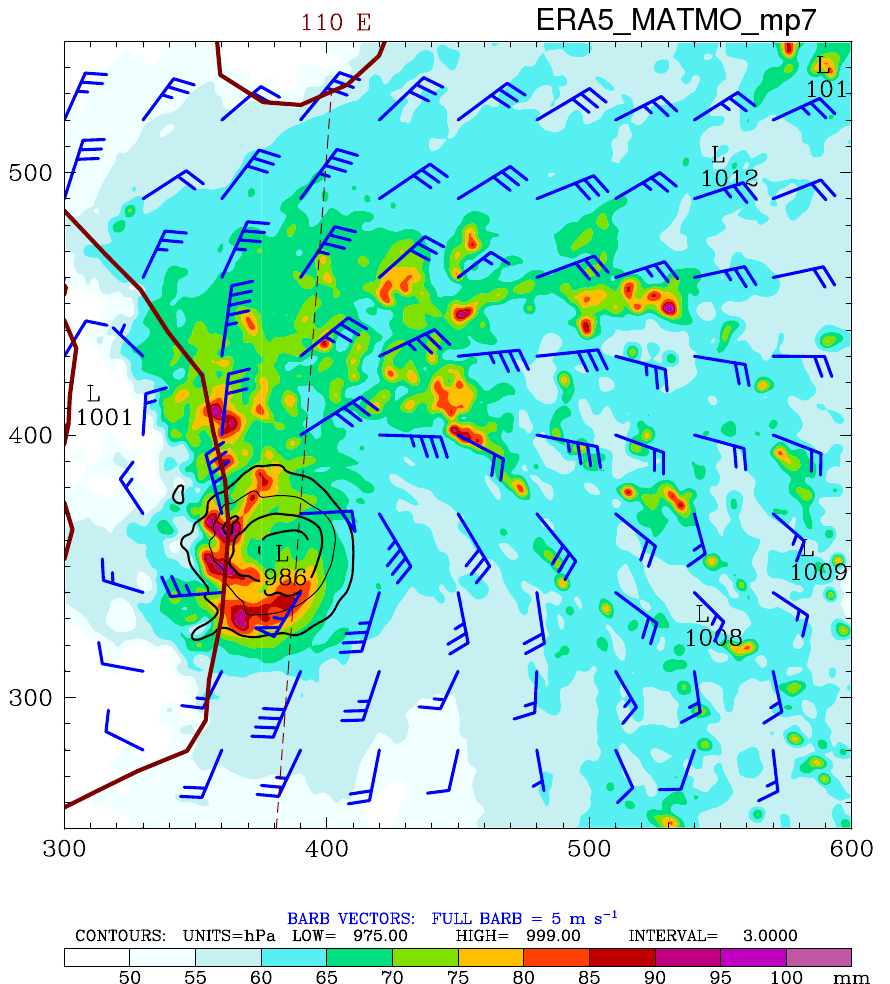 110 E
ERA5_MATMO_mp7
L
101
500
L
1012
L
1001
400
L
986
L
1009
L
1008
300
300 400 500 600
BARB VECTORS: FULL BARB = 5 m s⁻¹
CONTOURS: UNITS=hPa LOW= 975.00 HIGH= 999.00 INTERVAL= 3.0000
50 55 60 65 70 75 80 85 90 95 100 mm